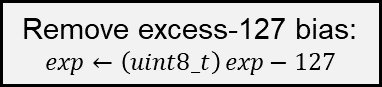 Remove excess-127 bias:
exp ← (uint8_t) exp − 127